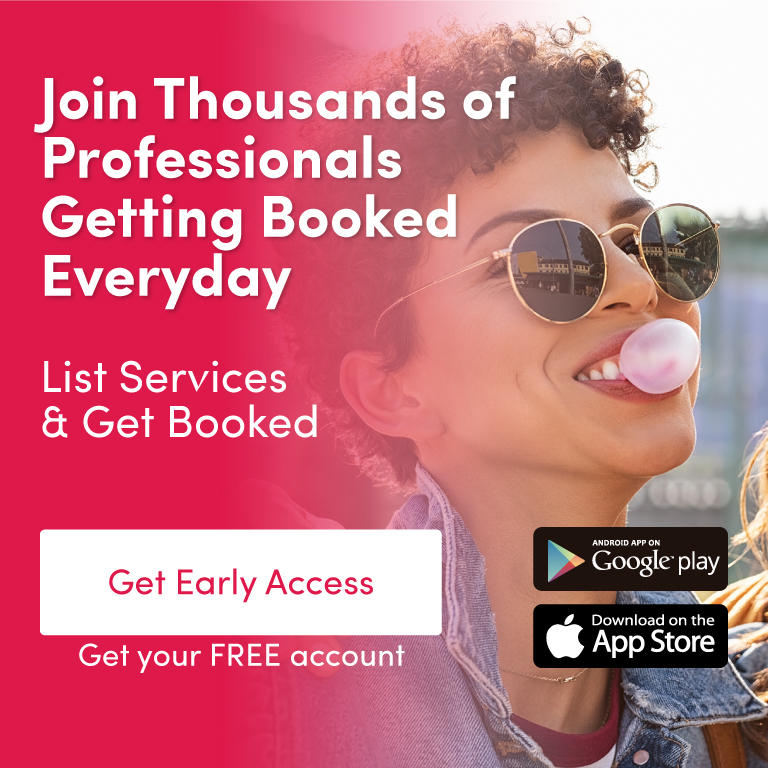 Join Thousands of
Professionals
Getting Booked
Everyday
List Services
& Get Booked
Get Early Access
Get your FREE account
ANDROID APP ON
Google play
Download on the
App Store